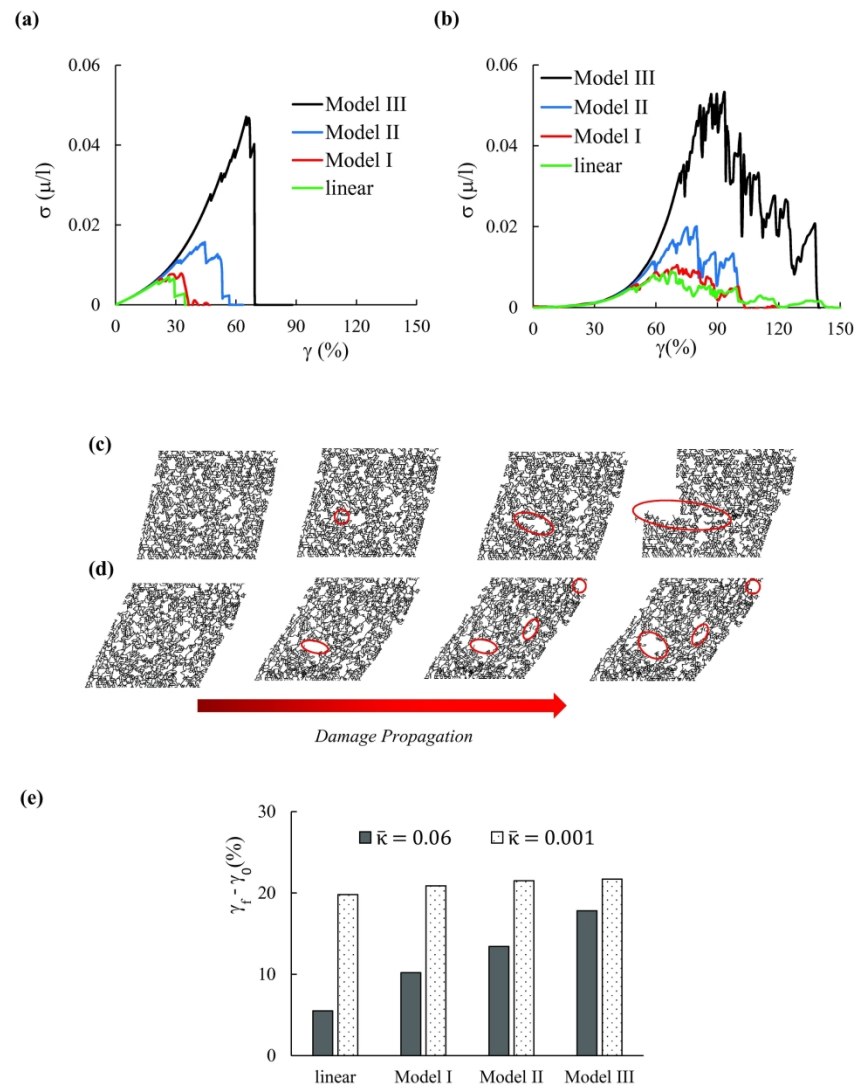 (a)
0.06
0.04
0.02
0
σ (μ/l)
Model III
Model II
Model I
linear
0
30
60
90
120
150
γ (%)
(b)
0.06
0.04
0.02
0
σ (μ/l)
Model III
Model II
Model I
linear
0
30
60
90
120
150
γ(%)
(c)
(d)
Damage Propagation
(e)
30
20
10
0
γf - γ0(%)
κ̄ = 0.06
κ̄ = 0.001
linear
Model I
Model II
Model III